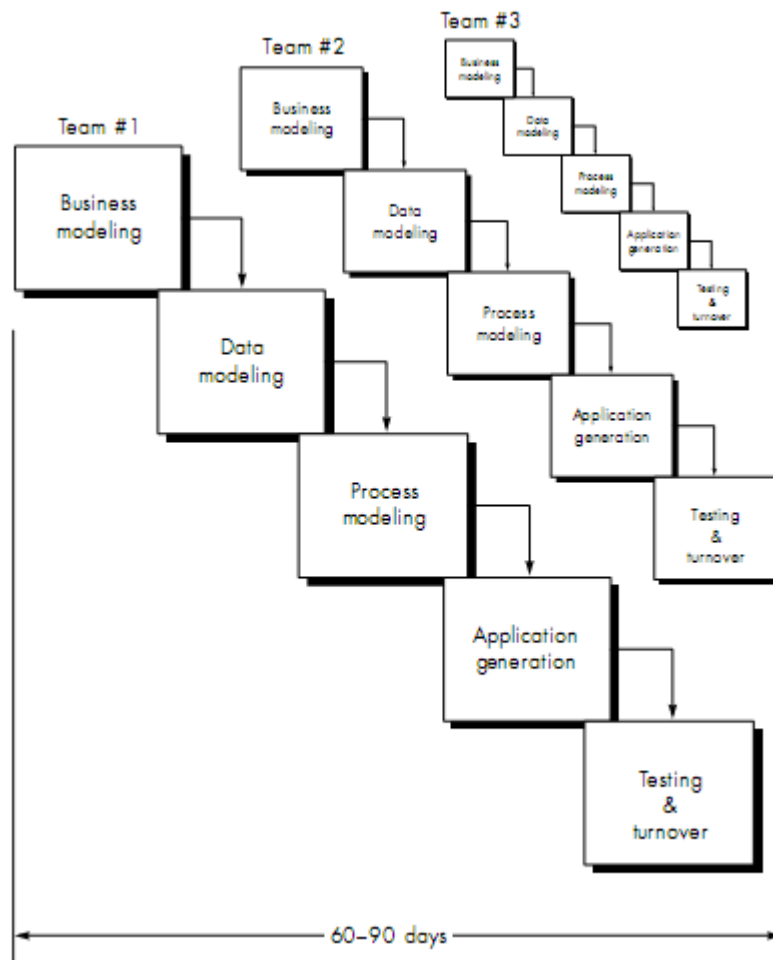 Team #1
Business
modeling
Data
modeling
Process
modeling
Application
generation
Testing
&
turnover
Team #2
Business
modeling
Data
modeling
Process
modeling
Application
generation
Testing
&
turnover
Team #3
Business
modeling
Data
modeling
Process
modeling
Application
generation
Testing
&
turnover
60–90 days